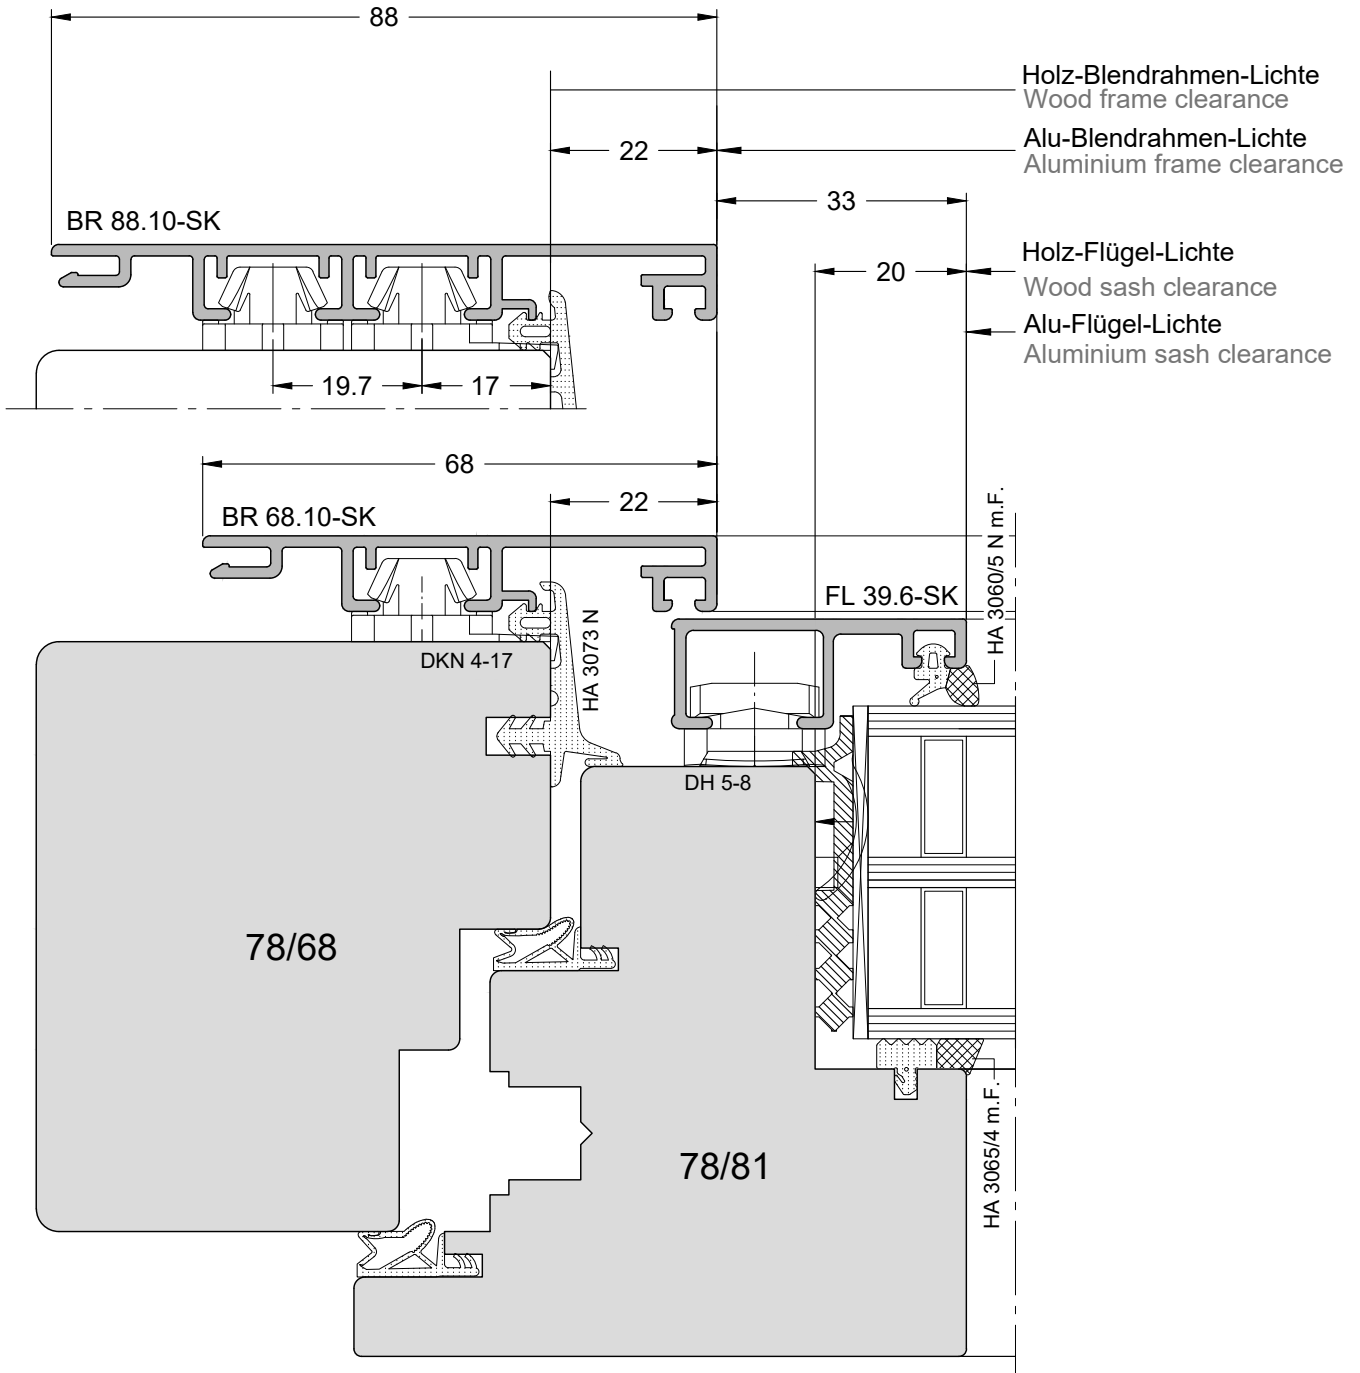 88
Holz-Blendrahmen-Lichte
Wood frame clearance
22
Alu-Blendrahmen-Lichte
Aluminium frame clearance
33
BR 88.10-SK
Holz-Flügel-Lichte
20
Wood sash clearance
Alu-Flügel-Lichte
Aluminium sash clearance
19.7
17
68
22
BR 68.10-SK
HA 3060/5 N m.F.
FL 39.6-SK
DKN 4-17
HA 3073 N
DH 5-8
78/68
78/81
HA 3065/4 m.F.